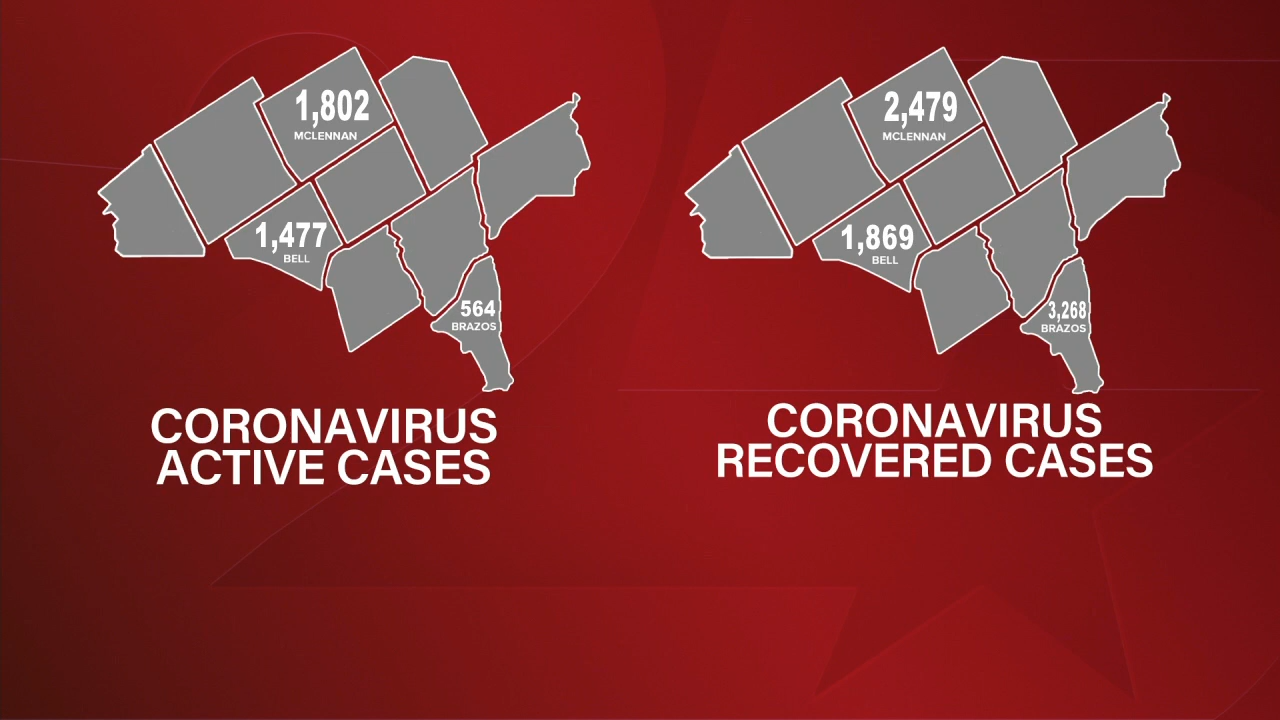 1,802
MCLENNAN
1,477
BELL
564
BRAZOS
CORONAVIRUS
ACTIVE CASES
2,479
MCLENNAN
1,869
BELL
3,268
BRAZOS
CORONAVIRUS
RECOVERED CASES